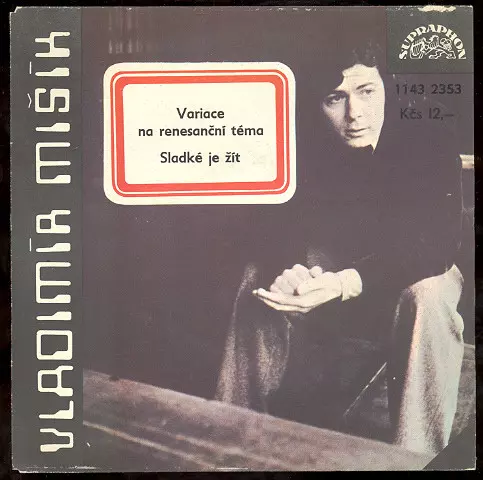 VLADIMÍR MIŠÍK
Variace
na renesanční téma
Sladké je žít
SUPRAPHON
1143 2353
Kčs 12,—